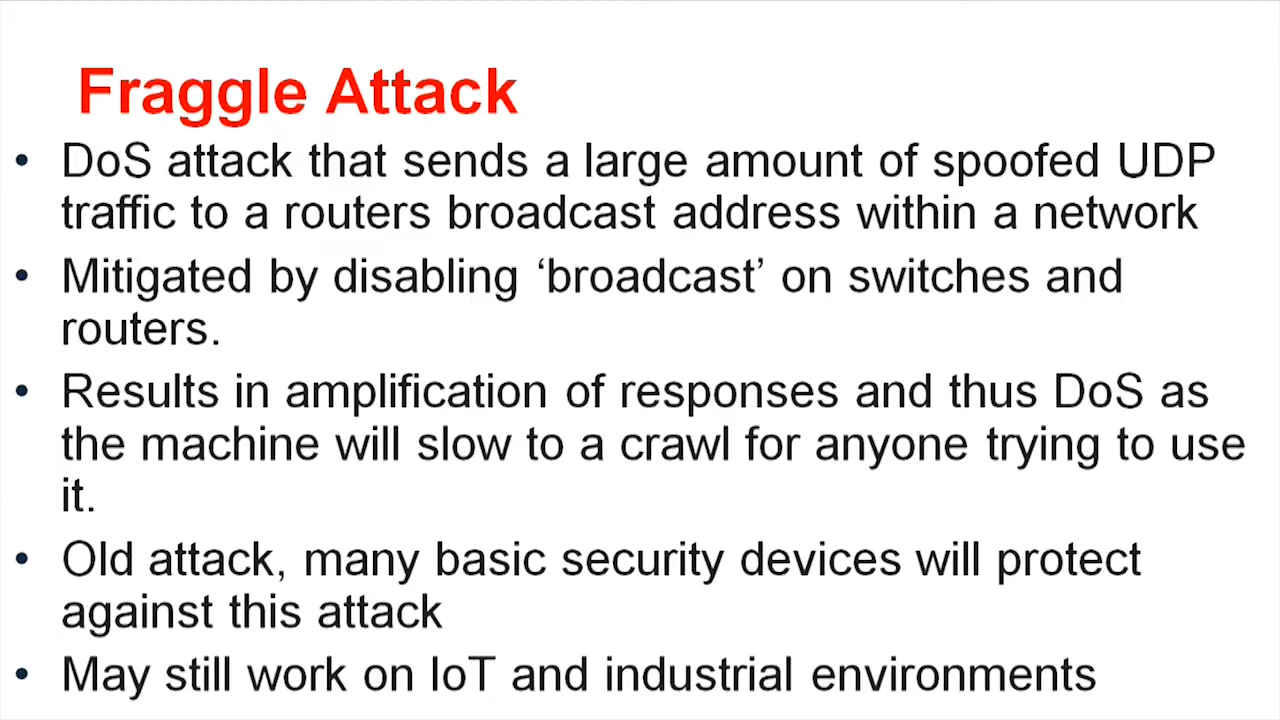 Fraggle Attack
• DoS attack that sends a large amount of spoofed UDP
traffic to a routers broadcast address within a network
• Mitigated by disabling ‘broadcast’ on switches and
routers.
• Results in amplification of responses and thus DoS as
the machine will slow to a crawl for anyone trying to use
it.
• Old attack, many basic security devices will protect
against this attack
• May still work on IoT and industrial environments